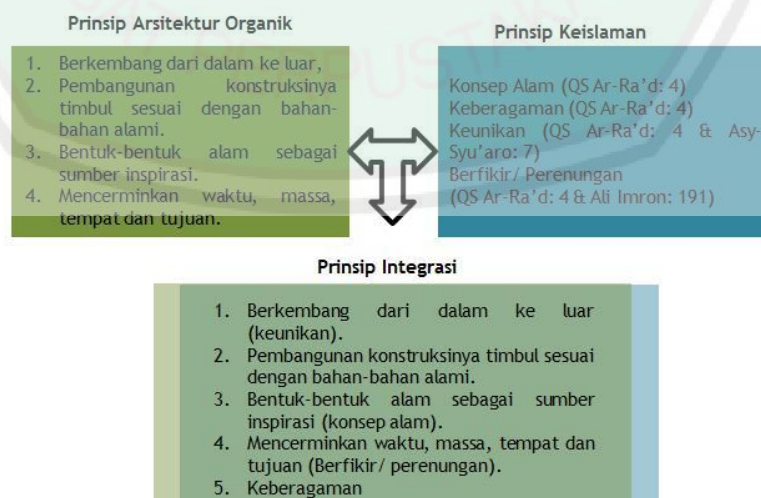 Prinsip Arsitektur Organik
1. Berkembang dari dalam ke luar,
2. Pembangunan konstruksinya
timbul sesuai dengan bahan-
bahan alami.
3. Bentuk-bentuk alam sebagai
sumber inspirasi.
4. Mencerminkan waktu, massa,
tempat dan tujuan.
Prinsip Keislaman
Konsep Alam (QS Ar-Ra'd: 4)
Keberagaman (QS Ar-Ra'd: 4)
Keunikan (QS Ar-Ra'd: 4 & Asy-
Syu'aro: 7)
Berfikir/ Perenungan
(QS Ar-Ra'd: 4 & Ali Imron: 191)
Prinsip Integrasi
1. Berkembang dari dalam ke luar
(keunikan).
2. Pembangunan konstruksinya timbul sesuai
dengan bahan-bahan alami.
3. Bentuk-bentuk alam sebagai sumber
inspirasi (konsep alam).
4. Mencerminkan waktu, massa, tempat dan
tujuan (Berfikir/ perenungan).
5. Keberagaman